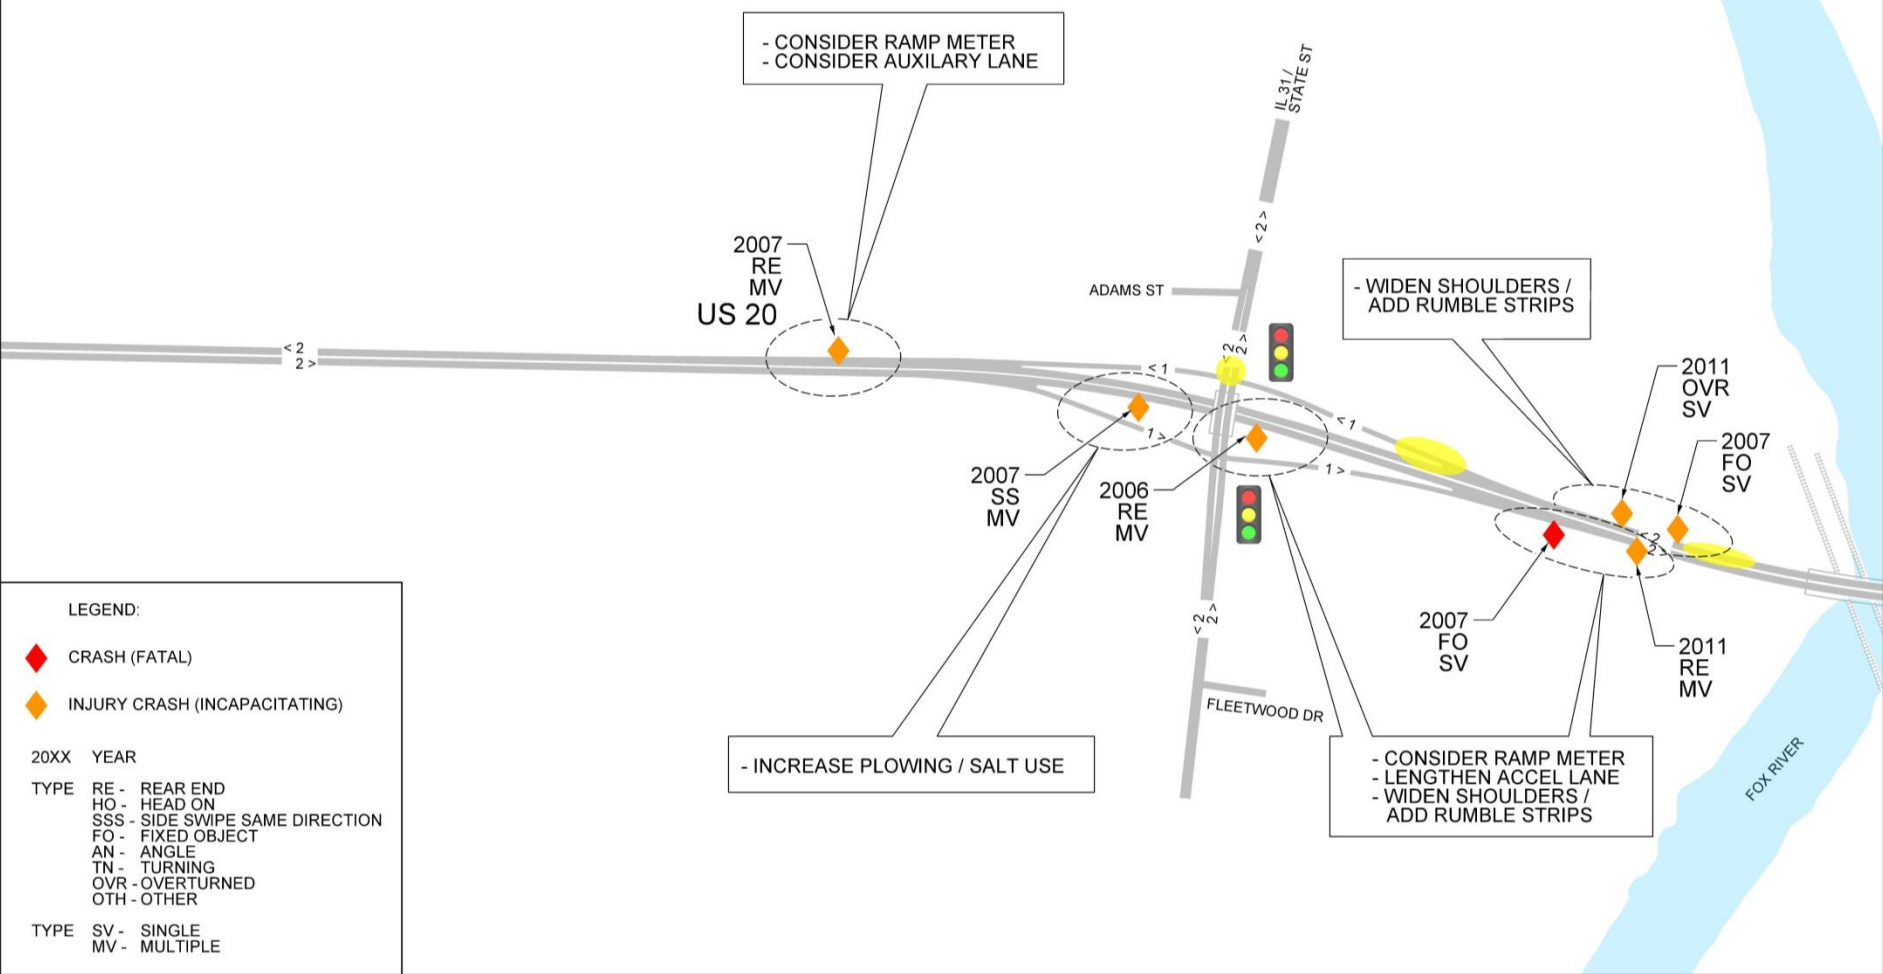 - CONSIDER RAMP METER
- CONSIDER AUXILARY LANE
IL 31 /
STATE ST
< 2 >
2007
RE
MV
US 20
ADAMS ST
- WIDEN SHOULDERS /
ADD RUMBLE STRIPS
< 2
2 >
< 2
2 >
< 1
2011
OVR
SV
< 1
2007
FO
SV
1 >
1 >
2007
SS
MV
2006
RE
MV
< 2
2
2007
FO
SV
2011
RE
MV
< 2
2 >
FLEETWOOD DR
- INCREASE PLOWING / SALT USE
- CONSIDER RAMP METER
- LENGTHEN ACCEL LANE
- WIDEN SHOULDERS /
ADD RUMBLE STRIPS
FOX RIVER
LEGEND:
CRASH (FATAL)
INJURY CRASH (INCAPACITATING)
20XX YEAR
TYPE RE - REAR END
HO - HEAD ON
SSS - SIDE SWIPE SAME DIRECTION
FO - FIXED OBJECT
AN - ANGLE
TN - TURNING
OVR - OVERTURNED
OTH - OTHER
TYPE SV - SINGLE
MV - MULTIPLE